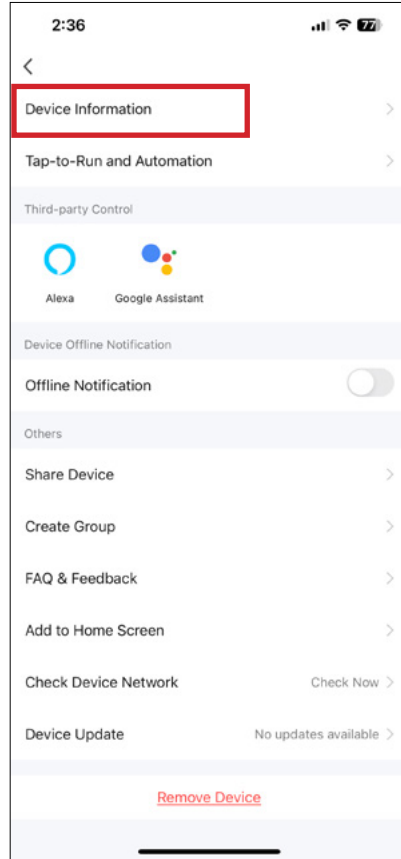 2:36
77
Device Information
Tap-to-Run and Automation
Third-party Control
Alexa Google Assistant
Device Offline Notification
Offline Notification
Others
Share Device
Create Group
FAQ & Feedback
Add to Home Screen
Check Device Network Check Now
Device Update No updates available
Remove Device